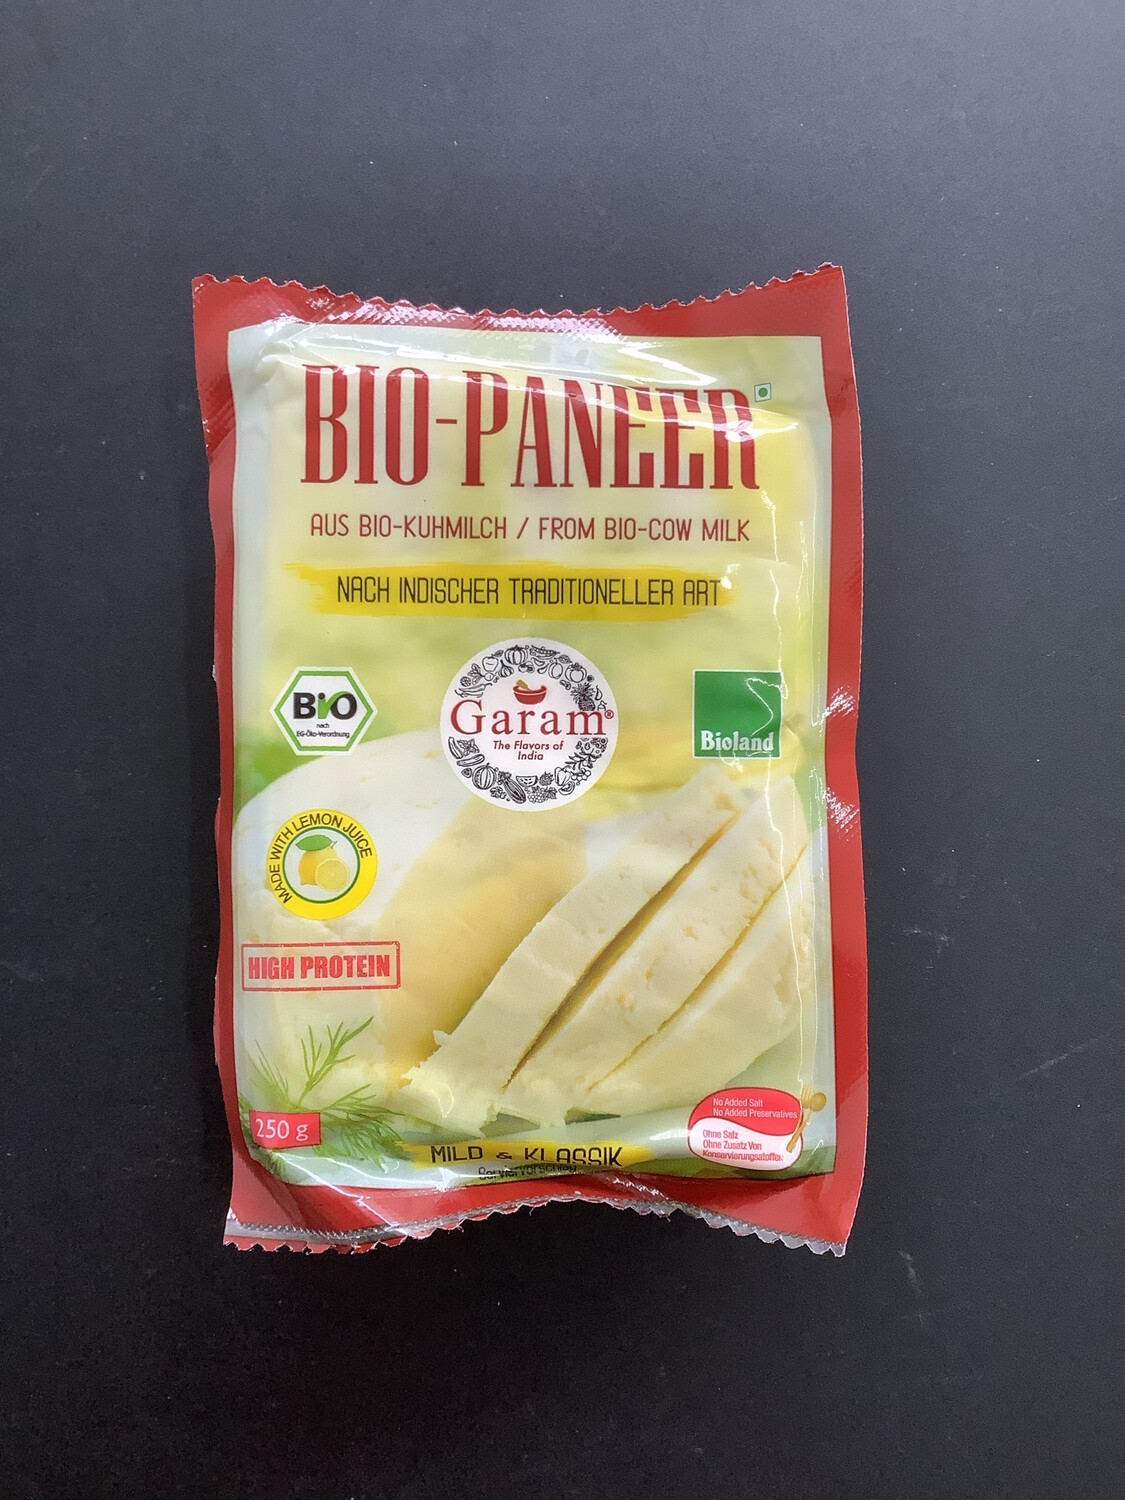 BIO-PANEER
AUS BIO-KUHMILCH / FROM BIO-COW MILK
NACH INDISCHER TRADITIONELLER ART
BIO
nach
EG-Öko-Verordnung
Garam®
The Flavors of
India
Bioland
MADE WITH LEMON JUICE
HIGH PROTEIN
250 g
MILD & KLASSIK
Serviervorschlag
No Added Salt
No Added Preservatives
Ohne Salz
Ohne Zusatz Von
Konservierungsstoffen